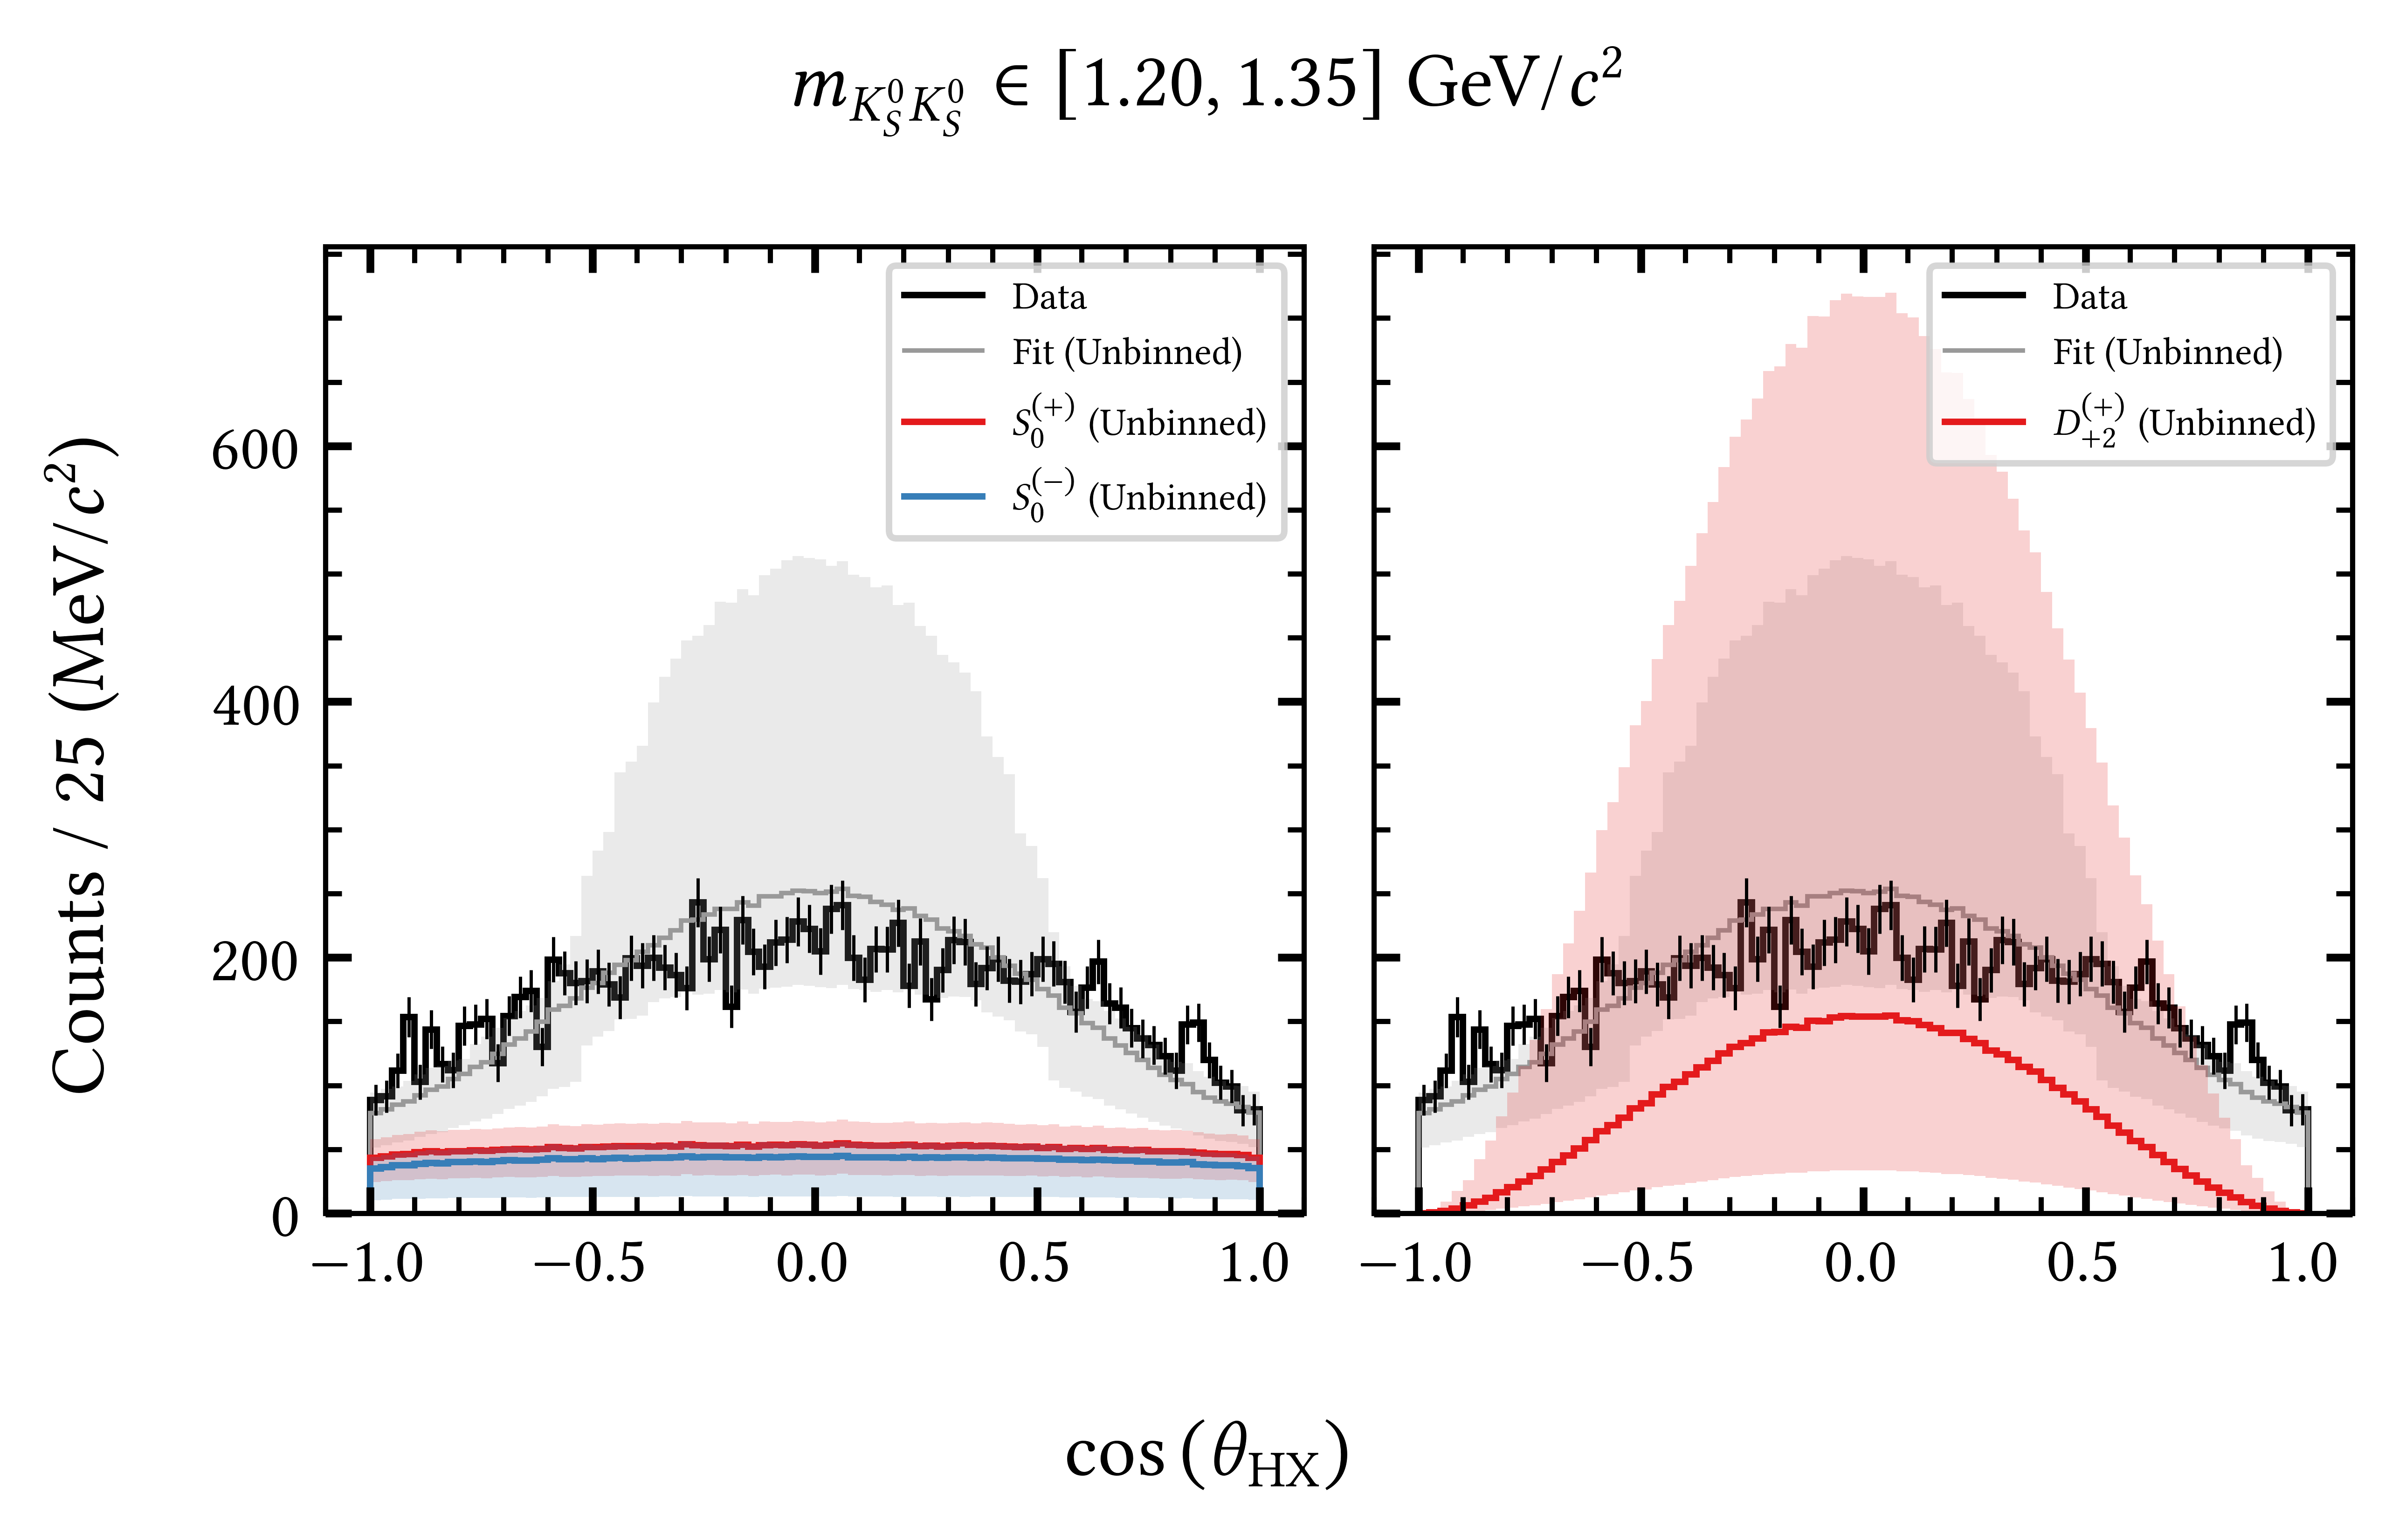 m_{K_S^0 K_S^0} ∈ [1.20, 1.35] GeV/c²
Counts / 25 (MeV/c²)
600
400
200
0
Data
Fit (Unbinned)
S_0^{(+)} (Unbinned)
S_0^{(−)} (Unbinned)
−1.0 −0.5 0.0 0.5 1.0
Data
Fit (Unbinned)
D_{+2}^{(+)} (Unbinned)
−1.0 −0.5 0.0 0.5 1.0
cos (θ_{HX})